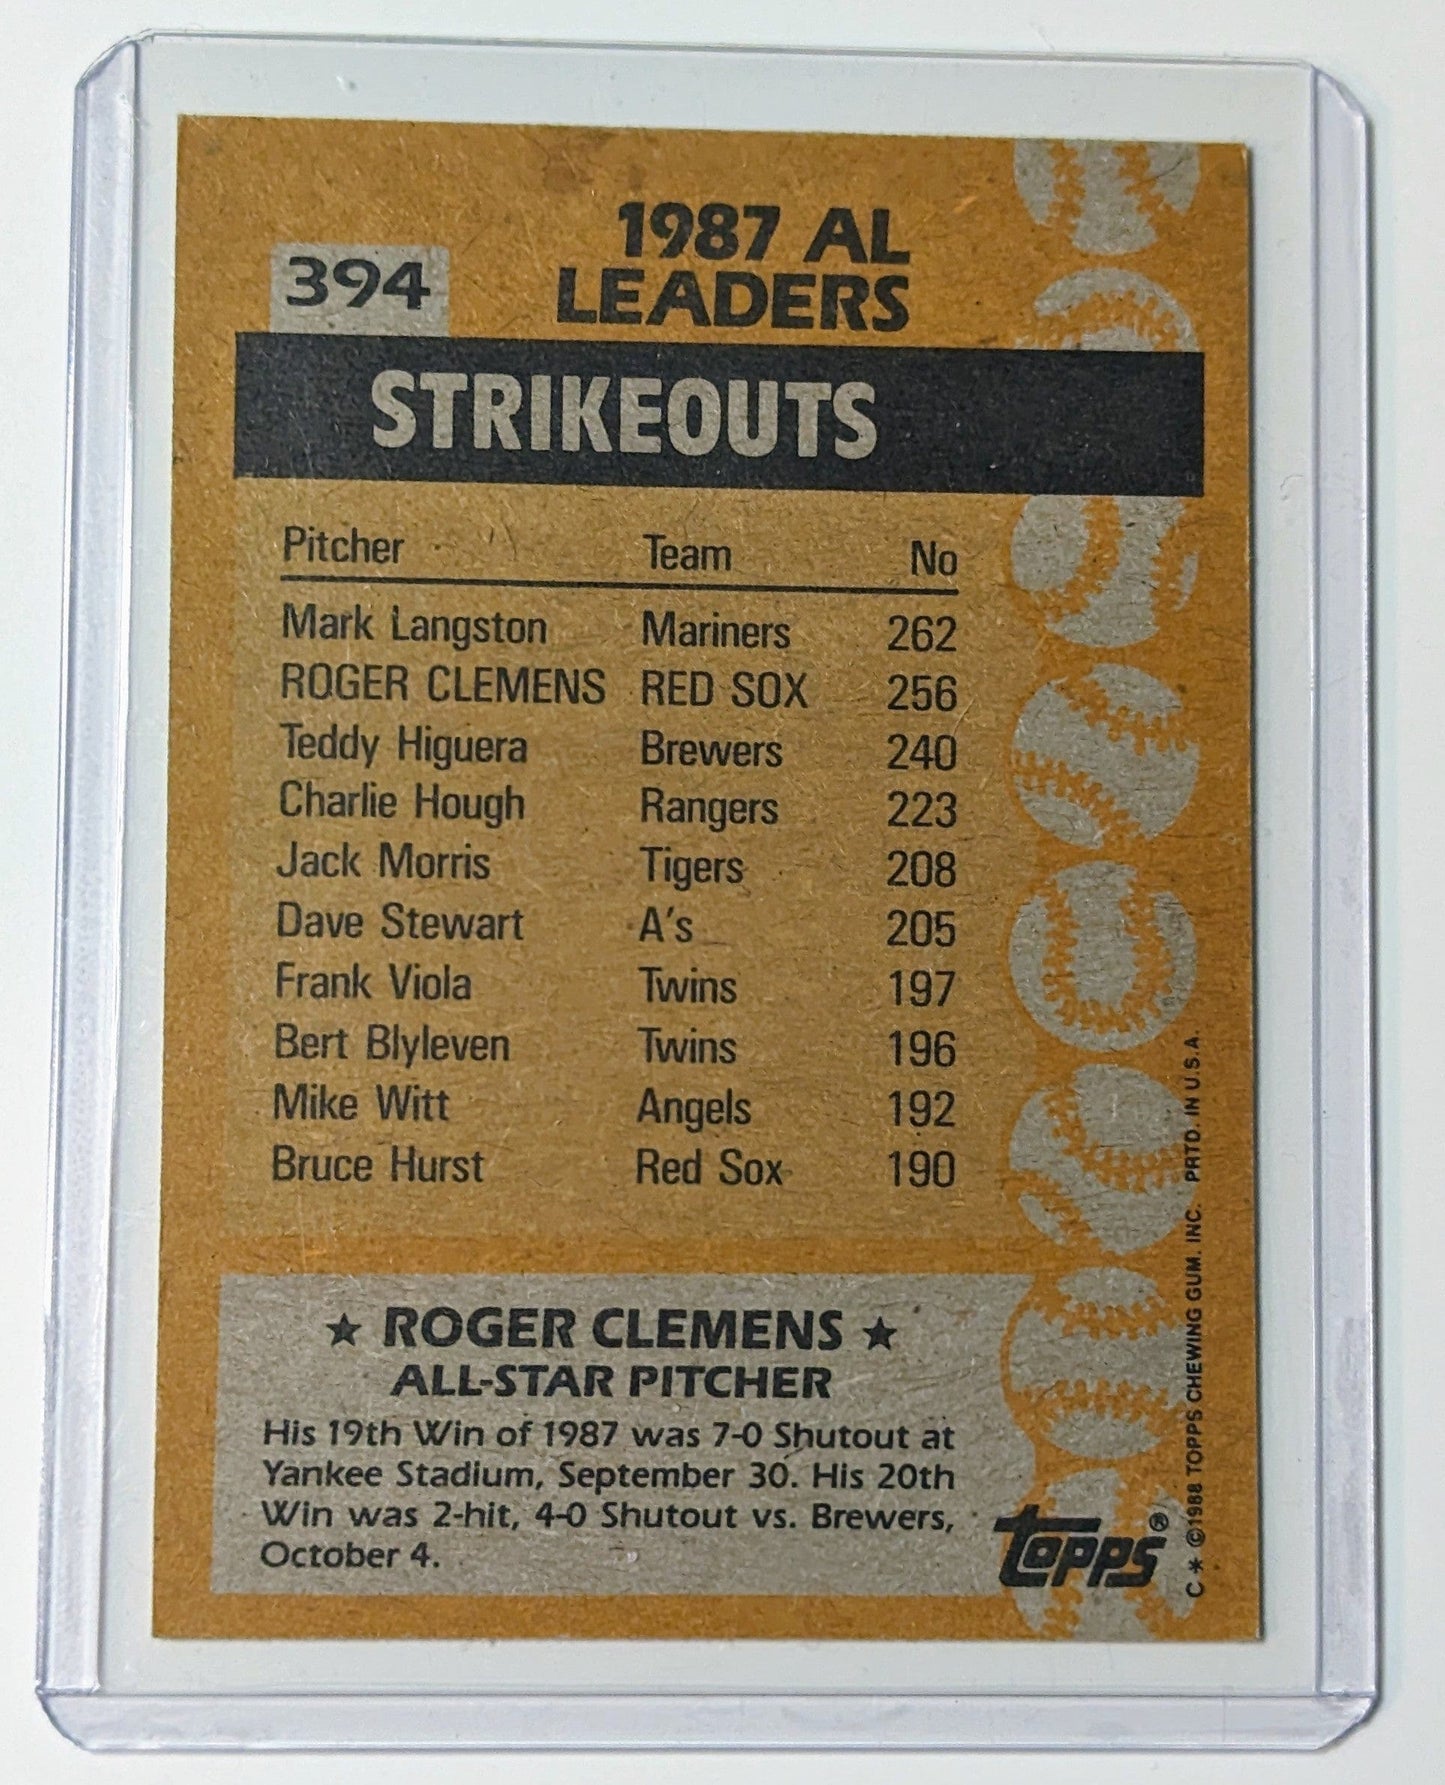 394
1987 AL
LEADERS
STRIKEOUTS
Pitcher Team No
Mark Langston Mariners 262
ROGER CLEMENS RED SOX 256
Teddy Higuera Brewers 240
Charlie Hough Rangers 223
Jack Morris Tigers 208
Dave Stewart A's 205
Frank Viola Twins 197
Bert Blyleven Twins 196
Mike Witt Angels 192
Bruce Hurst Red Sox 190
★ ROGER CLEMENS ★
ALL-STAR PITCHER
His 19th Win of 1987 was 7-0 Shutout at
Yankee Stadium, September 30. His 20th
Win was 2-hit, 4-0 Shutout vs. Brewers,
October 4.
topps®
C * ©1988 TOPPS CHEWING GUM. INC. PRTD. IN U.S.A.